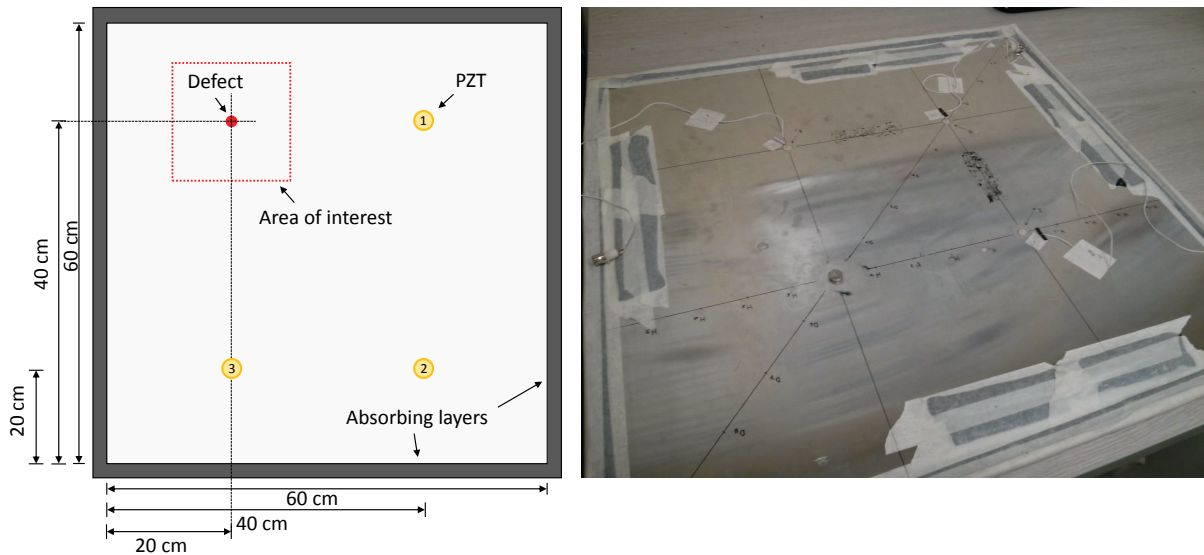 Defect
PZT
1
Area of interest
40 cm
60 cm
20 cm
3
2
Absorbing layers
60 cm
40 cm
20 cm